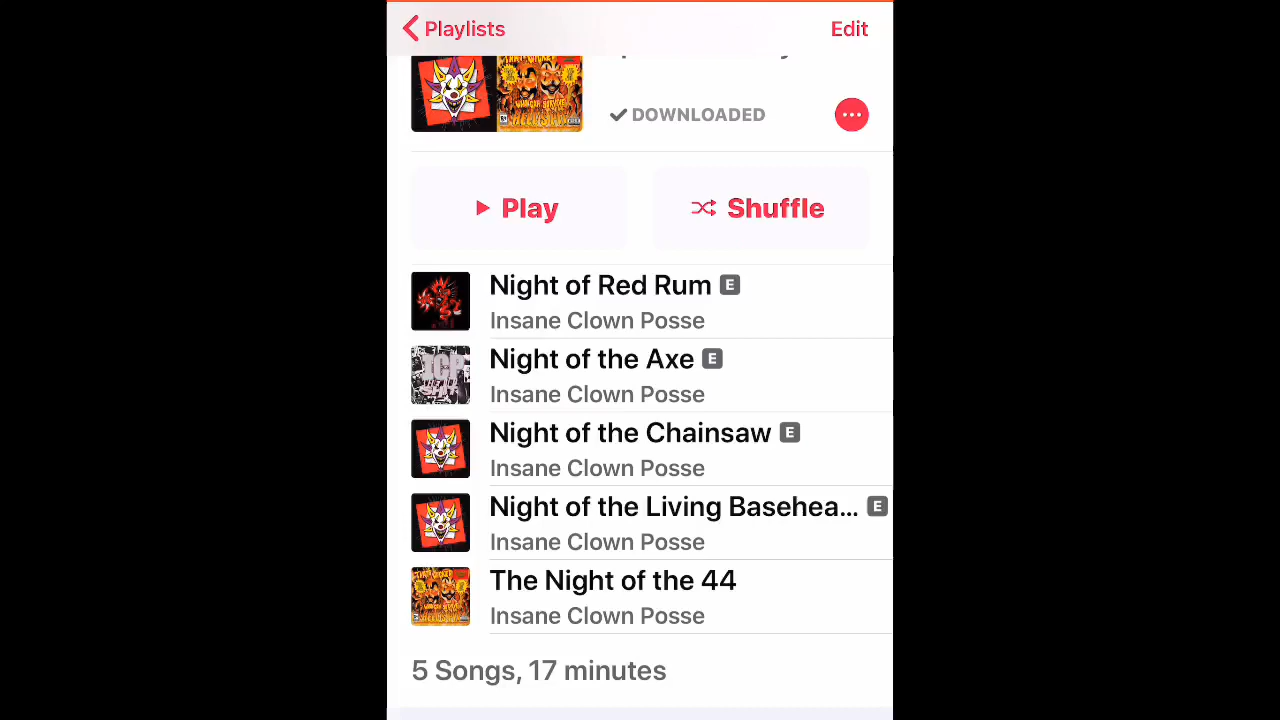 Playlists
Edit
DOWNLOADED
Play
Shuffle
Night of Red Rum E
Insane Clown Posse
Night of the Axe E
Insane Clown Posse
Night of the Chainsaw E
Insane Clown Posse
Night of the Living Basehea... E
Insane Clown Posse
The Night of the 44
Insane Clown Posse
5 Songs, 17 minutes